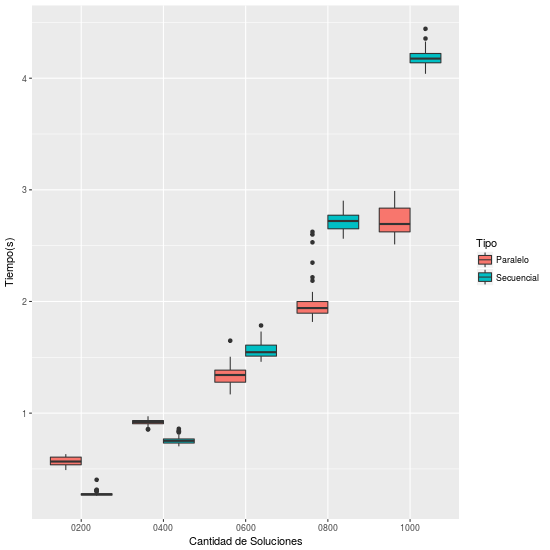 4
3
2
1
Tiempo(s)
0200 0400 0600 0800 1000
Cantidad de Soluciones
Tipo
Paralelo
Secuencial